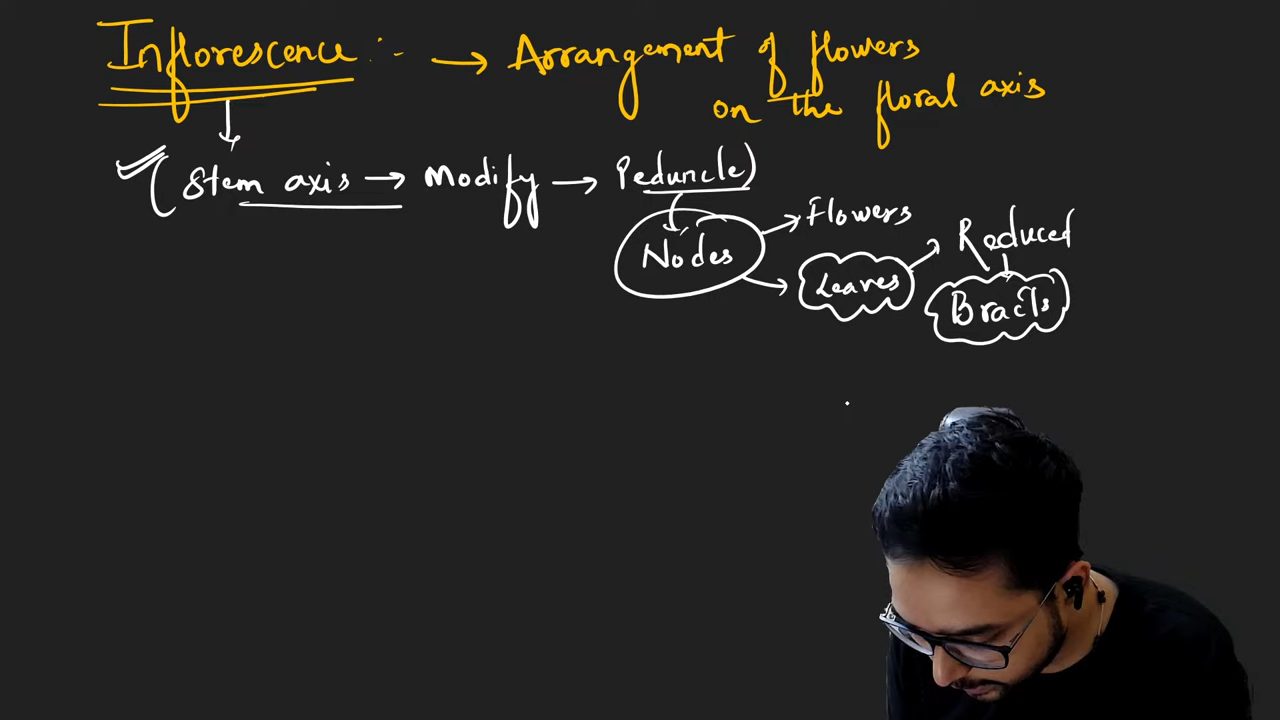 Inflorescence :- → Arrangement of flowers
on the floral axis
(Stem axis → Modify → Peduncle)
Nodes → Flowers
→ Leaves → Reduced
Bracts